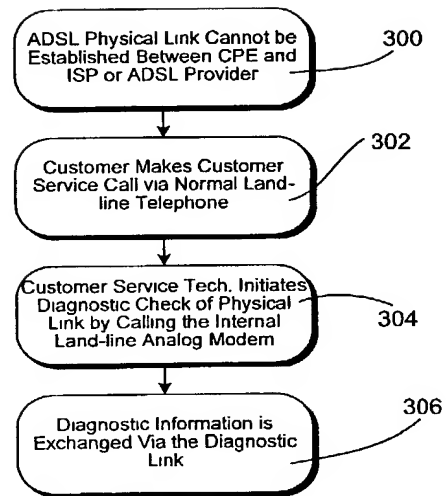 ADSL Physical Link Cannot be
Established Between CPE and
ISP or ADSL Provider
300
Customer Makes Customer
Service Call via Normal Land-
line Telephone
302
Customer Service Tech. Initiates
Diagnostic Check of Physical
Link by Calling the Internal
Land-line Analog Modem
304
Diagnostic Information is
Exchanged Via the Diagnostic
Link
306